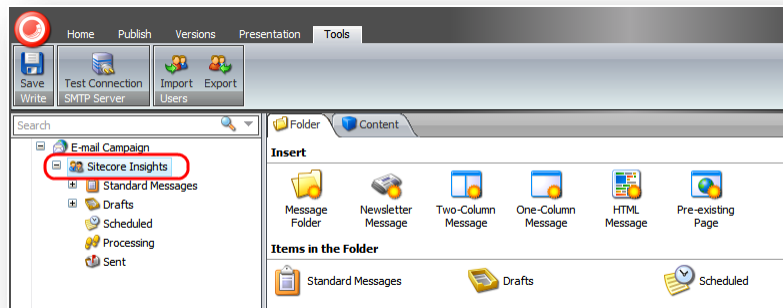 Home Publish Versions Presentation Tools
Save Test Connection Import Export
Write SMTP Server Users
Search
Folder Content
E-mail Campaign
Sitecore Insights
Standard Messages
Drafts
Scheduled
Processing
Sent
Insert
Message Folder
Newsletter Message
Two-Column Message
One-Column Message
HTML Message
Pre-existing Page
Items in the Folder
Standard Messages Drafts Scheduled